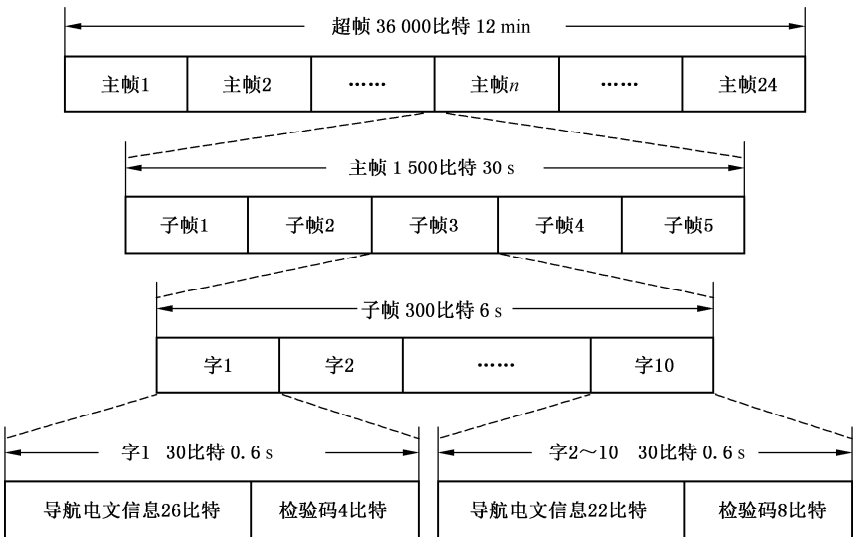 超帧 36 000比特 12 min
主帧1 主帧2 …… 主帧n …… 主帧24
主帧 1 500比特 30 s
子帧1 子帧2 子帧3 子帧4 子帧5
子帧 300比特 6 s
字1 字2 …… 字10
字1 30比特 0.6 s 字2～10 30比特 0.6 s
导航电文信息26比特 检验码4比特 导航电文信息22比特 检验码8比特